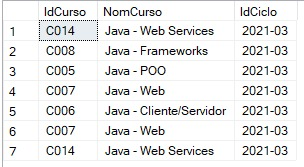 IdCurso NomCurso IdCiclo
1 C014 Java - Web Services 2021-03
2 C008 Java - Frameworks 2021-03
3 C005 Java - POO 2021-03
4 C007 Java - Web 2021-03
5 C006 Java - Cliente/Servidor 2021-03
6 C007 Java - Web 2021-03
7 C014 Java - Web Services 2021-03